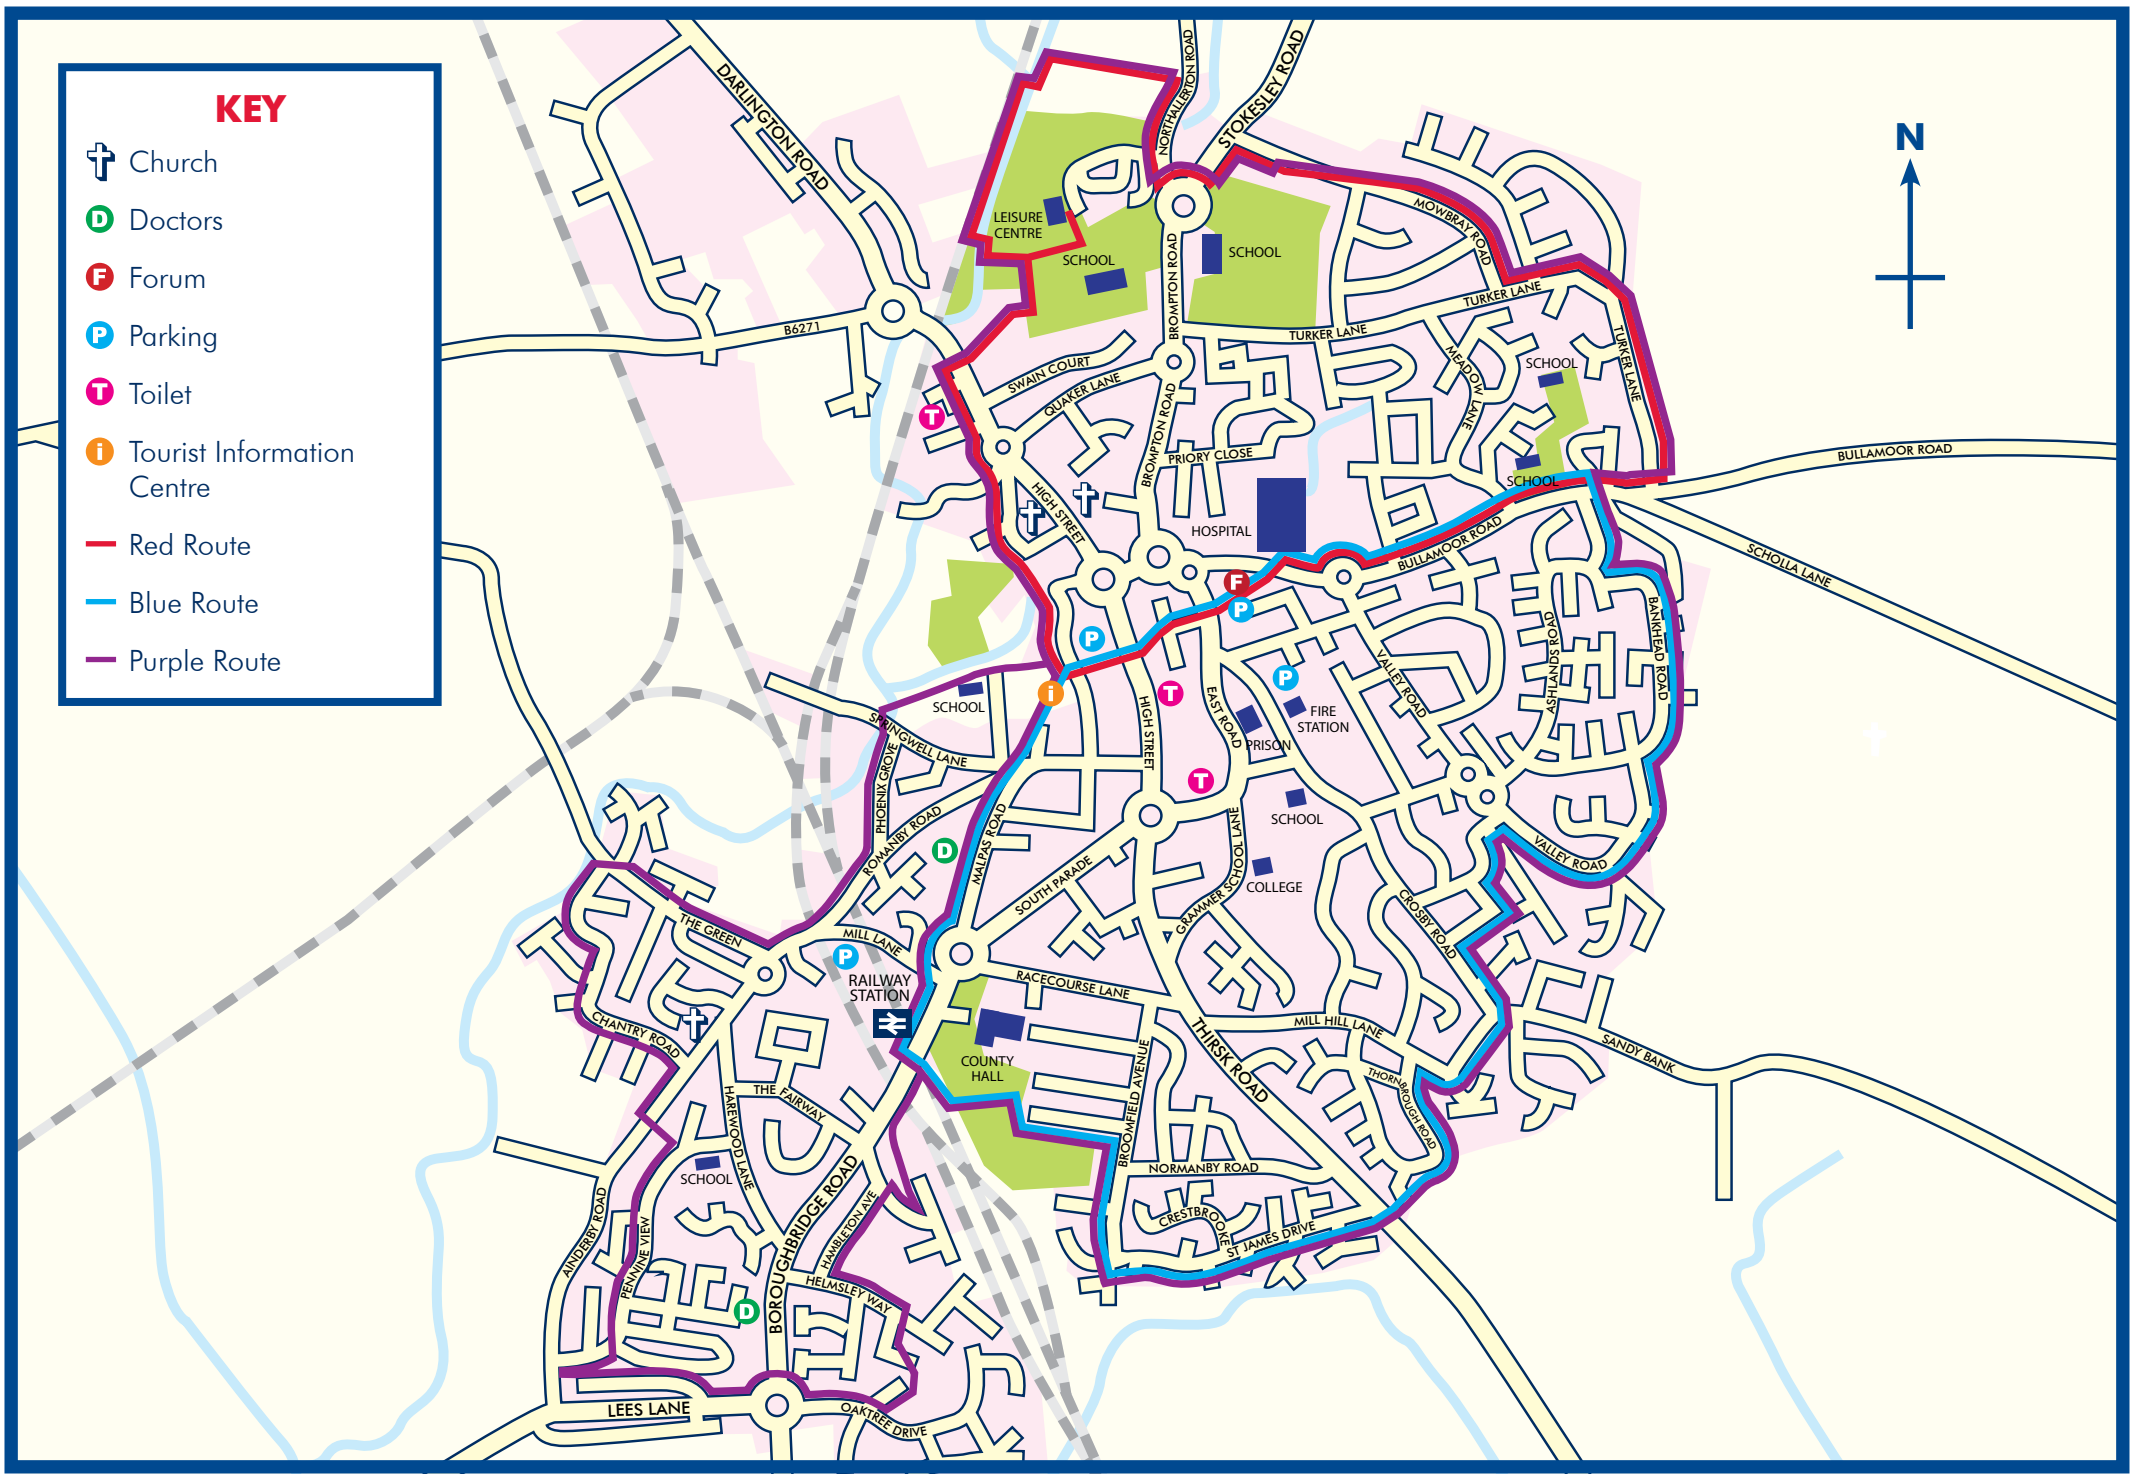 KEY
Church
D Doctors
F Forum
P Parking
T Toilet
i Tourist Information
Centre
Red Route
Blue Route
Purple Route
N
DARLINGTON ROAD
NORTHALLERTON ROAD
STOKESLEY ROAD
LEISURE
CENTRE
SCHOOL
SCHOOL
MOWBRAY ROAD
BROMPTON ROAD
TURKER LANE
TURKER LANE
TURKER LANE
B6271
SWAIN COURT
QUAKER LANE
MEADOW LANE
SCHOOL
T
BROMPTON ROAD
PRIORY CLOSE
HIGH STREET
SCHOOL
BULLAMOOR ROAD
HOSPITAL
BULLAMOOR ROAD
SCHOLLA LANE
F
P
P
BANKHEAD ROAD
ASHLANDS ROAD
VALLEY ROAD
SCHOOL
i
T
P
HIGH STREET
EAST ROAD
FIRE
STATION
PRISON
SPRINGWELL LANE
PHOENIX GROVE
T
SCHOOL
ROMANBY ROAD
MALPAS ROAD
D
SOUTH PARADE
GRAMMER SCHOOL LANE
COLLEGE
VALLEY ROAD
CROSBY ROAD
THE GREEN
MILL LANE
P
RAILWAY
STATION
RACECOURSE LANE
CHANTRY ROAD
COUNTY
HALL
THIRSK ROAD
MILL HILL LANE
SANDY BANK
THORNBROUGH ROAD
BROOMFIELD AVENUE
THE FAIRWAY
HAREWOOD LANE
SCHOOL
NORMANBY ROAD
CRESTBROOKE
ST JAMES DRIVE
AINDERBY ROAD
PENNINE VIEW
BOROUGHBRIDGE ROAD
HAMBLETON AVE
HELMSLEY WAY
D
LEES LANE
OAKTREE DRIVE